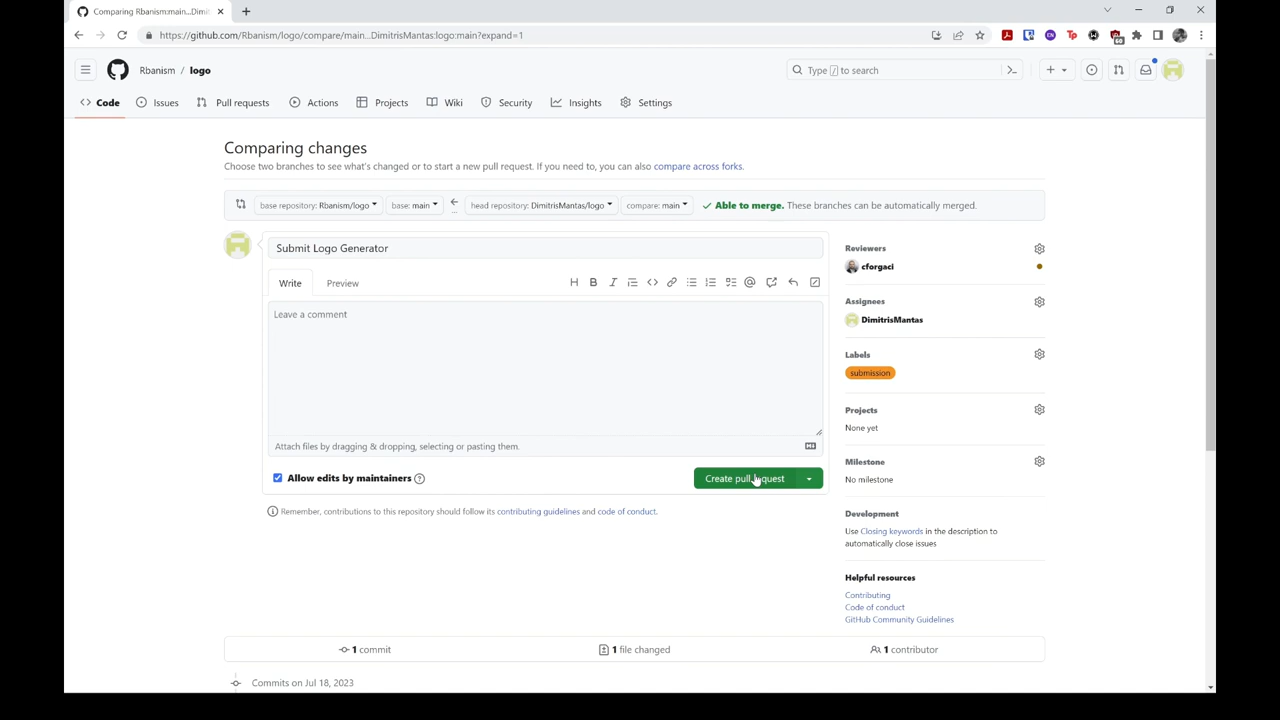 Comparing Rbanism:main...Dimit
https://github.com/Rbanism/logo/compare/main...DimitrisMantas:logo:main?expand=1
Rbanism / logo
Type / to search
Code Issues Pull requests Actions Projects Wiki Security Insights Settings
Comparing changes
Choose two branches to see what's changed or to start a new pull request. If you need to, you can also compare across forks.
base repository: Rbanism/logo base: main ... head repository: DimitrisMantas/logo compare: main Able to merge. These branches can be automatically merged.
Submit Logo Generator
Write Preview
Leave a comment
Attach files by dragging & dropping, selecting or pasting them.
Allow edits by maintainers
Create pull request
Remember, contributions to this repository should follow its contributing guidelines and code of conduct.
Reviewers
cforgaci
Assignees
DimitrisMantas
Labels
submission
Projects
None yet
Milestone
No milestone
Development
Use Closing keywords in the description to
automatically close issues
Helpful resources
Contributing
Code of conduct
GitHub Community Guidelines
1 commit 1 file changed 1 contributor
Commits on Jul 18, 2023